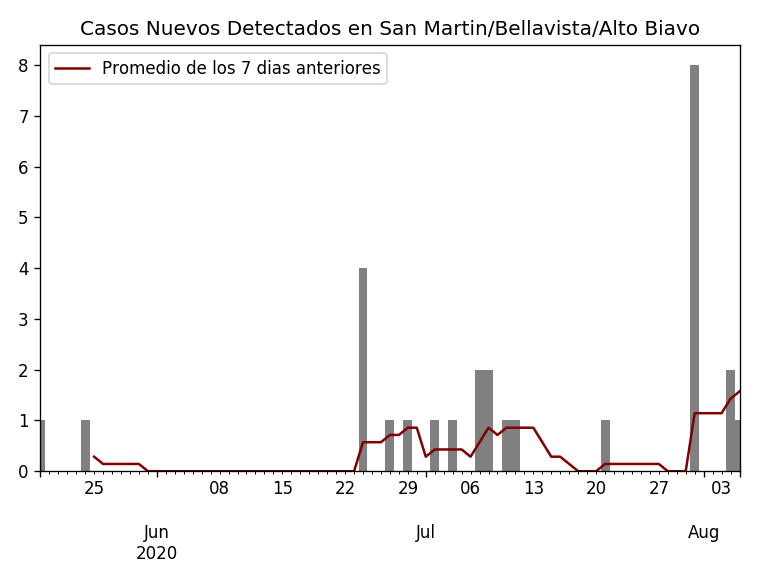 Casos Nuevos Detectados en San Martin/Bellavista/Alto Biavo
Promedio de los 7 dias anteriores
8
7
6
5
4
3
2
1
0
25 08 15 22 29 06 13 20 27 03
Jun Jul Aug
2020